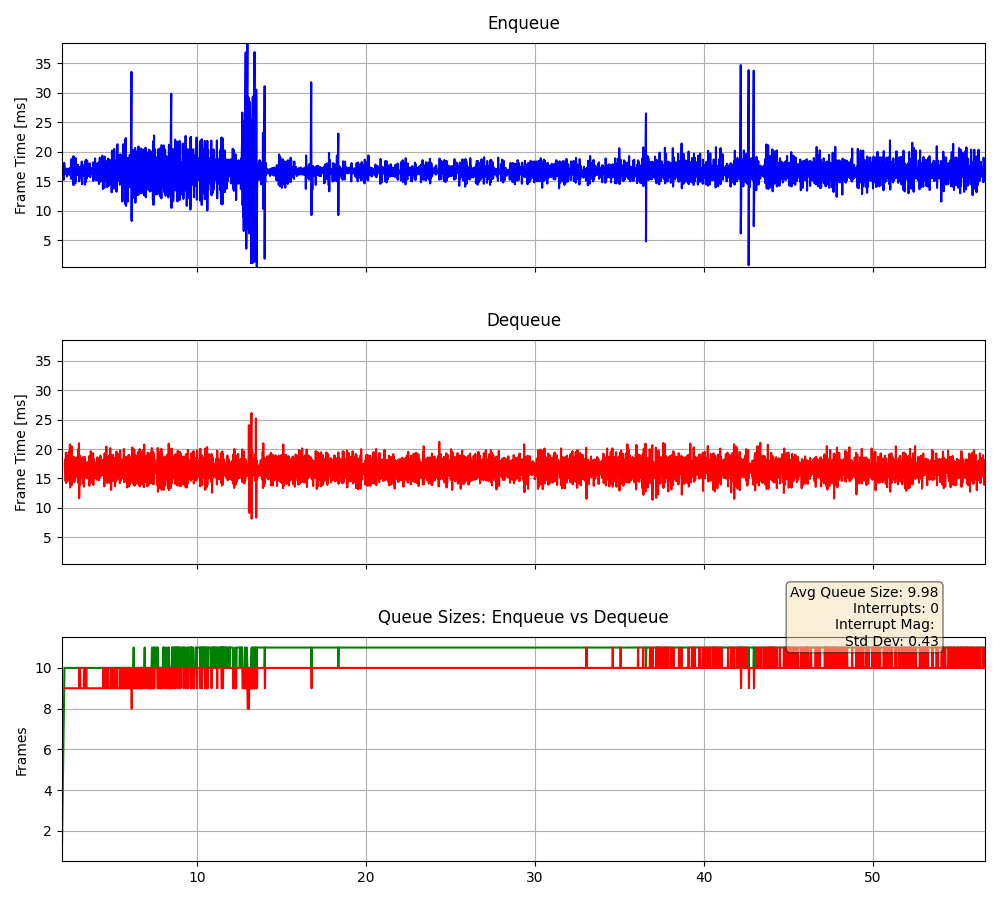 Enqueue
Frame Time [ms]
35
30
25
20
15
10
5
Dequeue
Frame Time [ms]
35
30
25
20
15
10
5
Avg Queue Size: 9.98
Interrupts: 0
Interrupt Mag:
Std Dev: 0.43
Queue Sizes: Enqueue vs Dequeue
Frames
10
8
6
4
2
10 20 30 40 50